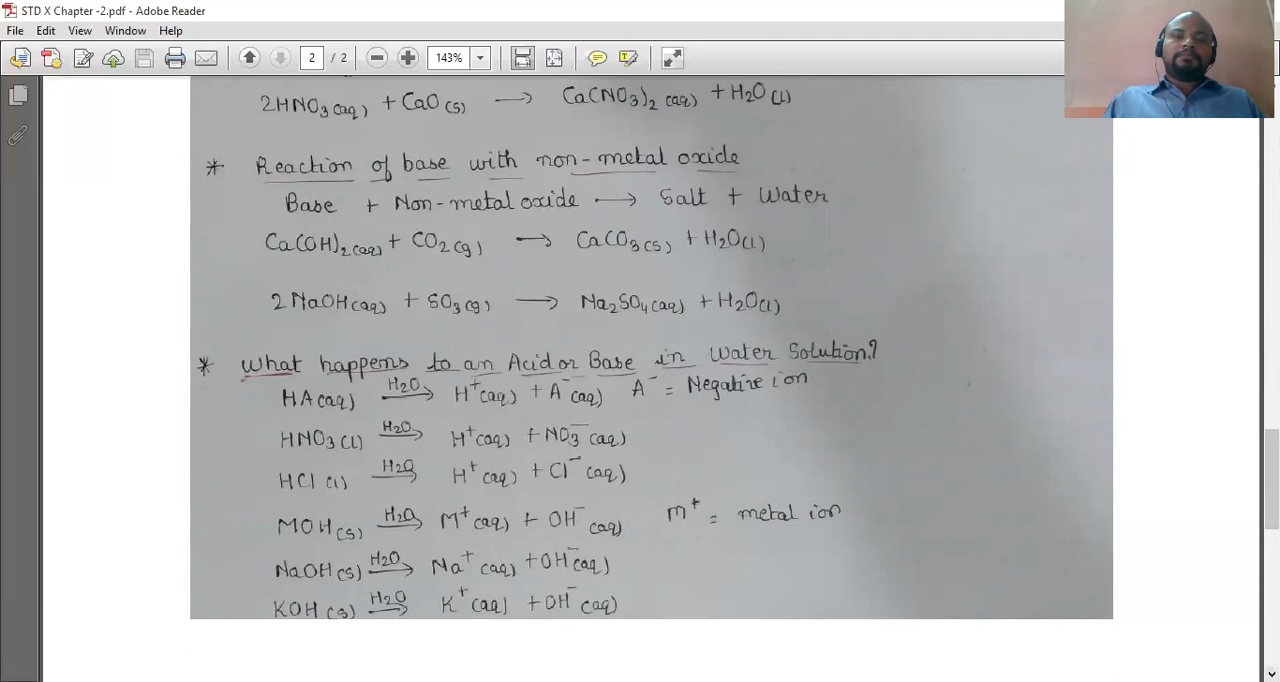 STD X Chapter -2.pdf - Adobe Reader
File Edit View Window Help
2 / 2 143%
2HNO3(aq) + CaO(s) → Ca(NO3)2(aq) + H2O(l)
* Reaction of base with non-metal oxide
Base + Non-metal oxide → Salt + Water
Ca(OH)2(aq) + CO2(g) → CaCO3(s) + H2O(l)
2NaOH(aq) + SO3(g) → Na2SO4(aq) + H2O(l)
* What happens to an Acid or Base in Water Solution?
HA(aq) H2O→ H+(aq) + A-(aq) A- = Negative ion
HNO3(l) H2O→ H+(aq) + NO3-(aq)
HCl(l) H2O→ H+(aq) + Cl-(aq)
MOH(s) H2O→ M+(aq) + OH-(aq) M+ = metal ion
NaOH(s) H2O→ Na+(aq) + OH-(aq)
KOH(s) H2O→ K+(aq) + OH-(aq)